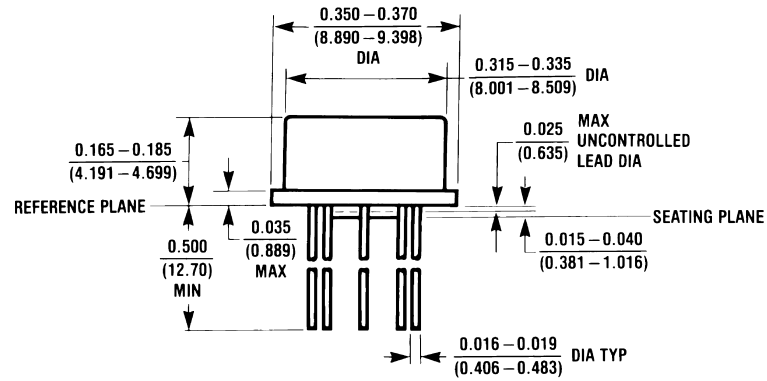 0.350 – 0.370
(8.890 – 9.398)
DIA
0.315 – 0.335
(8.001 – 8.509)
DIA
0.025
(0.635)
MAX
UNCONTROLLED
LEAD DIA
0.165 – 0.185
(4.191 – 4.699)
REFERENCE PLANE
SEATING PLANE
0.035
(0.889)
MAX
0.500
(12.70)
MIN
0.015 – 0.040
(0.381 – 1.016)
0.016 – 0.019
(0.406 – 0.483)
DIA TYP